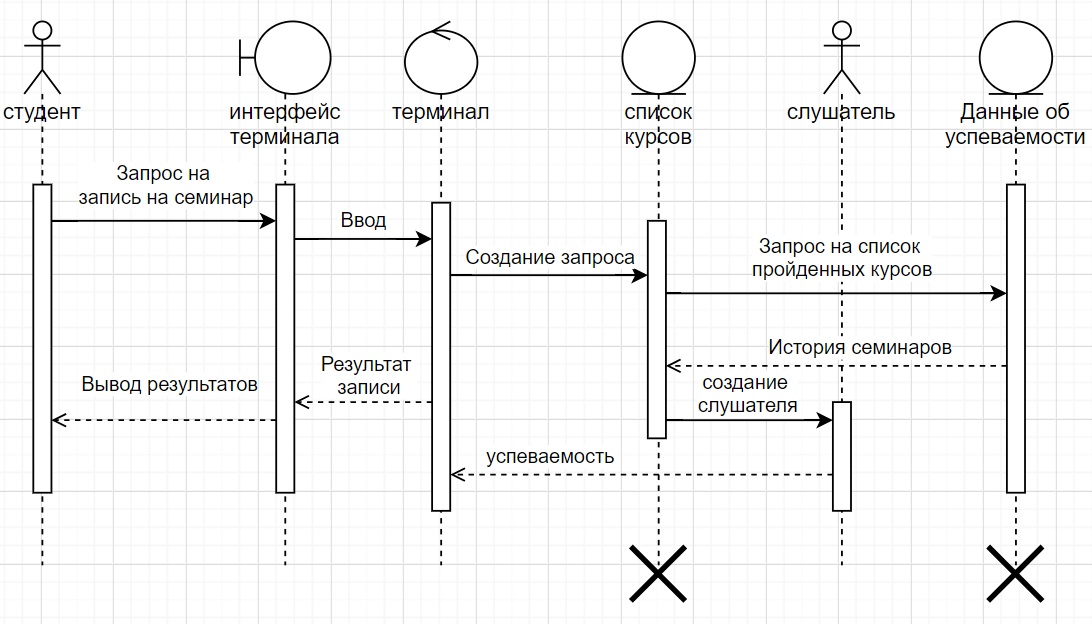 студент
интерфейс
терминала
терминал
список
курсов
слушатель
Данные об
успеваемости
Запрос на
запись на семинар
Ввод
Создание запроса
Запрос на список
пройденных курсов
История семинаров
Результат
записи
Вывод результатов
создание
слушателя
успеваемость